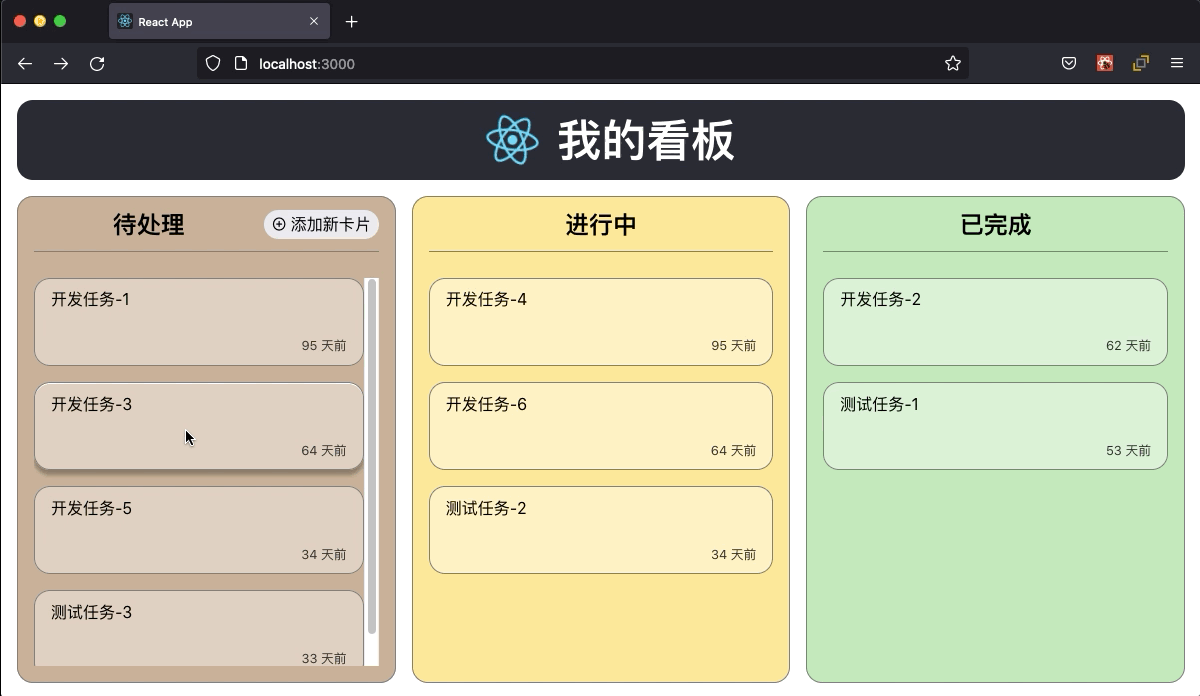 React App
localhost:3000
我的看板
待处理
添加新卡片
开发任务-1
95 天前
开发任务-3
64 天前
开发任务-5
34 天前
测试任务-3
33 天前
进行中
开发任务-4
95 天前
开发任务-6
64 天前
测试任务-2
34 天前
已完成
开发任务-2
62 天前
测试任务-1
53 天前